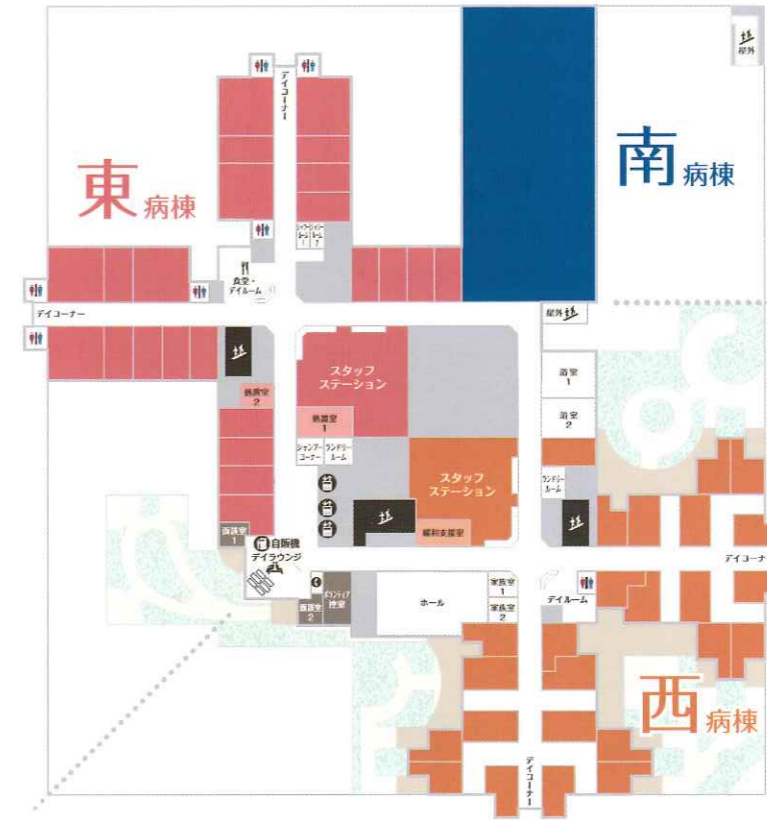 屋外
デイコーナー
東 病棟
南 病棟
シャワー
ルーム
1
シャワー
ルーム
2
食堂・
デイルーム
デイコーナー
屋外
スタッフ
ステーション
浴室
1
処置室
2
処置室
1
浴室
2
シャンプー
コーナー
ランドリー
ルーム
スタッフ
ステーション
ランドリー
ルーム
面談室
1
緩和支援室
自販機
デイラウンジ
デイコーナ
面談室
2
ボランティア
控室
ホール
家族室
1
家族室
2
デイルーム
西 病棟
デイコーナー